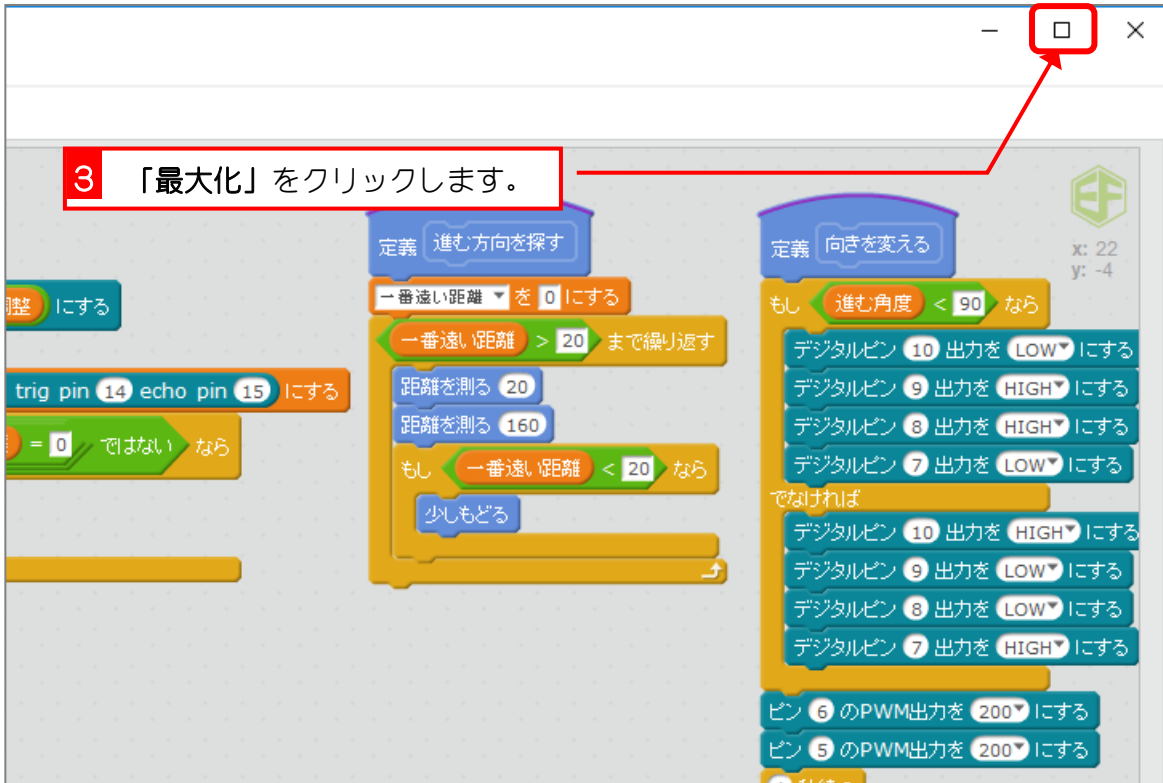 3 「最大化」をクリックします。
EF
x: 22
y: -4
調整 にする
trig pin 14 echo pin 15 にする
= 0 ではない なら
定義 進む方向を探す
一番遠い距離 を 0 にする
一番遠い距離 > 20 まで繰り返す
距離を測る 20
距離を測る 160
もし 一番遠い距離 < 20 なら
少しもどる
定義 向きを変える
もし 進む角度 < 90 なら
デジタルピン 10 出力を LOW にする
デジタルピン 9 出力を HIGH にする
デジタルピン 8 出力を HIGH にする
デジタルピン 7 出力を LOW にする
でなければ
デジタルピン 10 出力を HIGH にする
デジタルピン 9 出力を LOW にする
デジタルピン 8 出力を LOW にする
デジタルピン 7 出力を HIGH にする
ピン 6 のPWM出力を 200 にする
ピン 5 のPWM出力を 200 にする